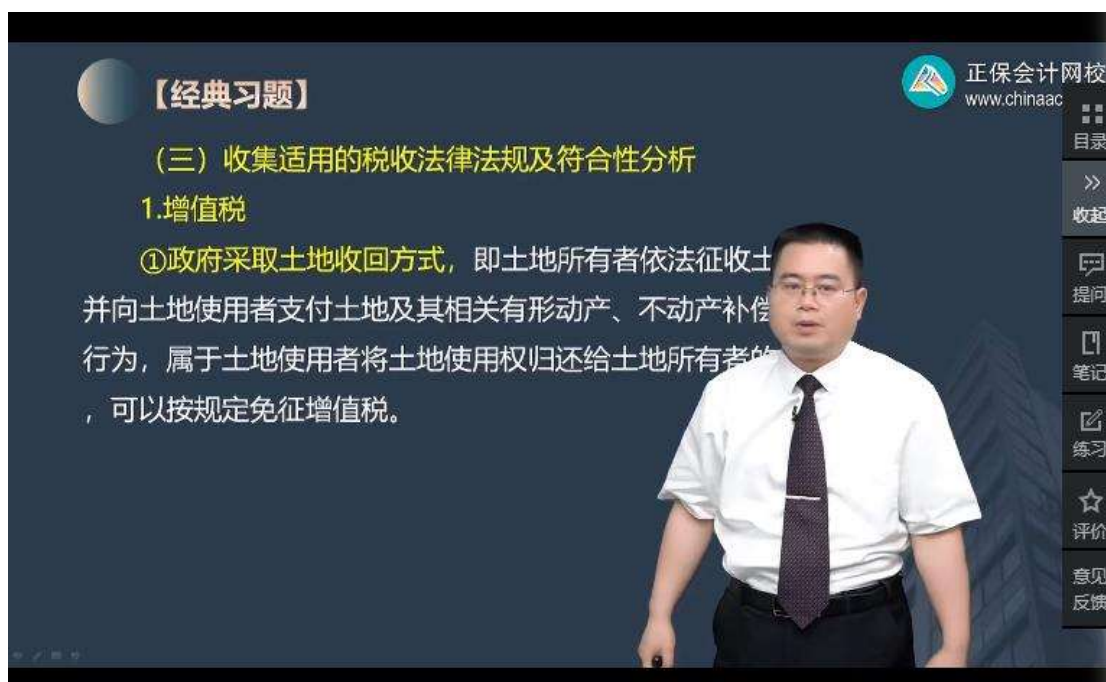 【经典习题】
正保会计网校
www.chinaac
（三）收集适用的税收法律法规及符合性分析
1.增值税
①政府采取土地收回方式，即土地所有者依法征收土
并向土地使用者支付土地及其相关有形动产、不动产补偿
行为，属于土地使用者将土地使用权归还给土地所有者的
，可以按规定免征增值税。
目录
收起
提问
笔记
练习
评价
意见
反馈